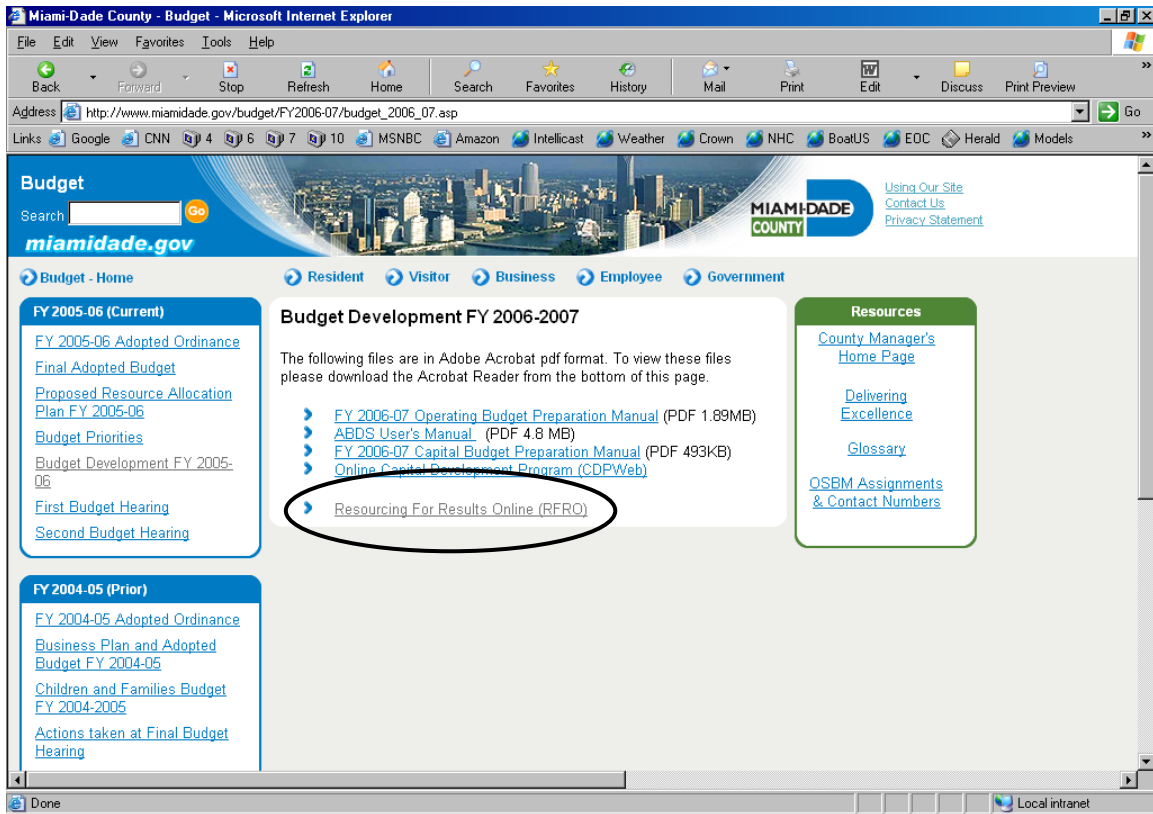 Miami-Dade County - Budget - Microsoft Internet Explorer
File Edit View Favorites Tools Help
Back Forward Stop Refresh Home Search Favorites History Mail Print Edit Discuss Print Preview »
Address http://www.miamidade.gov/budget/FY2006-07/budget_2006_07.asp Go
Links Google CNN 4 6 7 10 MSNBC Amazon Intellicast Weather Crown NHC BoatUS EOC Herald Models »
Budget
Search Go
miamidade.gov
MIAMI-DADE
COUNTY
Using Our Site
Contact Us
Privacy Statement
Budget - Home
Resident Visitor Business Employee Government
FY 2005-06 (Current)
FY 2005-06 Adopted Ordinance
Final Adopted Budget
Proposed Resource Allocation
Plan FY 2005-06
Budget Priorities
Budget Development FY 2005-
06
First Budget Hearing
Second Budget Hearing
FY 2004-05 (Prior)
FY 2004-05 Adopted Ordinance
Business Plan and Adopted
Budget FY 2004-05
Children and Families Budget
FY 2004-2005
Actions taken at Final Budget
Hearing
Budget Development FY 2006-2007
The following files are in Adobe Acrobat pdf format. To view these files
please download the Acrobat Reader from the bottom of this page.
FY 2006-07 Operating Budget Preparation Manual (PDF 1.89MB)
ABDS User's Manual (PDF 4.8 MB)
FY 2006-07 Capital Budget Preparation Manual (PDF 493KB)
Online Capital Development Program (CDPWeb)
Resourcing For Results Online (RFRO)
Resources
County Manager's
Home Page
Delivering
Excellence
Glossary
OSBM Assignments
& Contact Numbers
Done
Local intranet